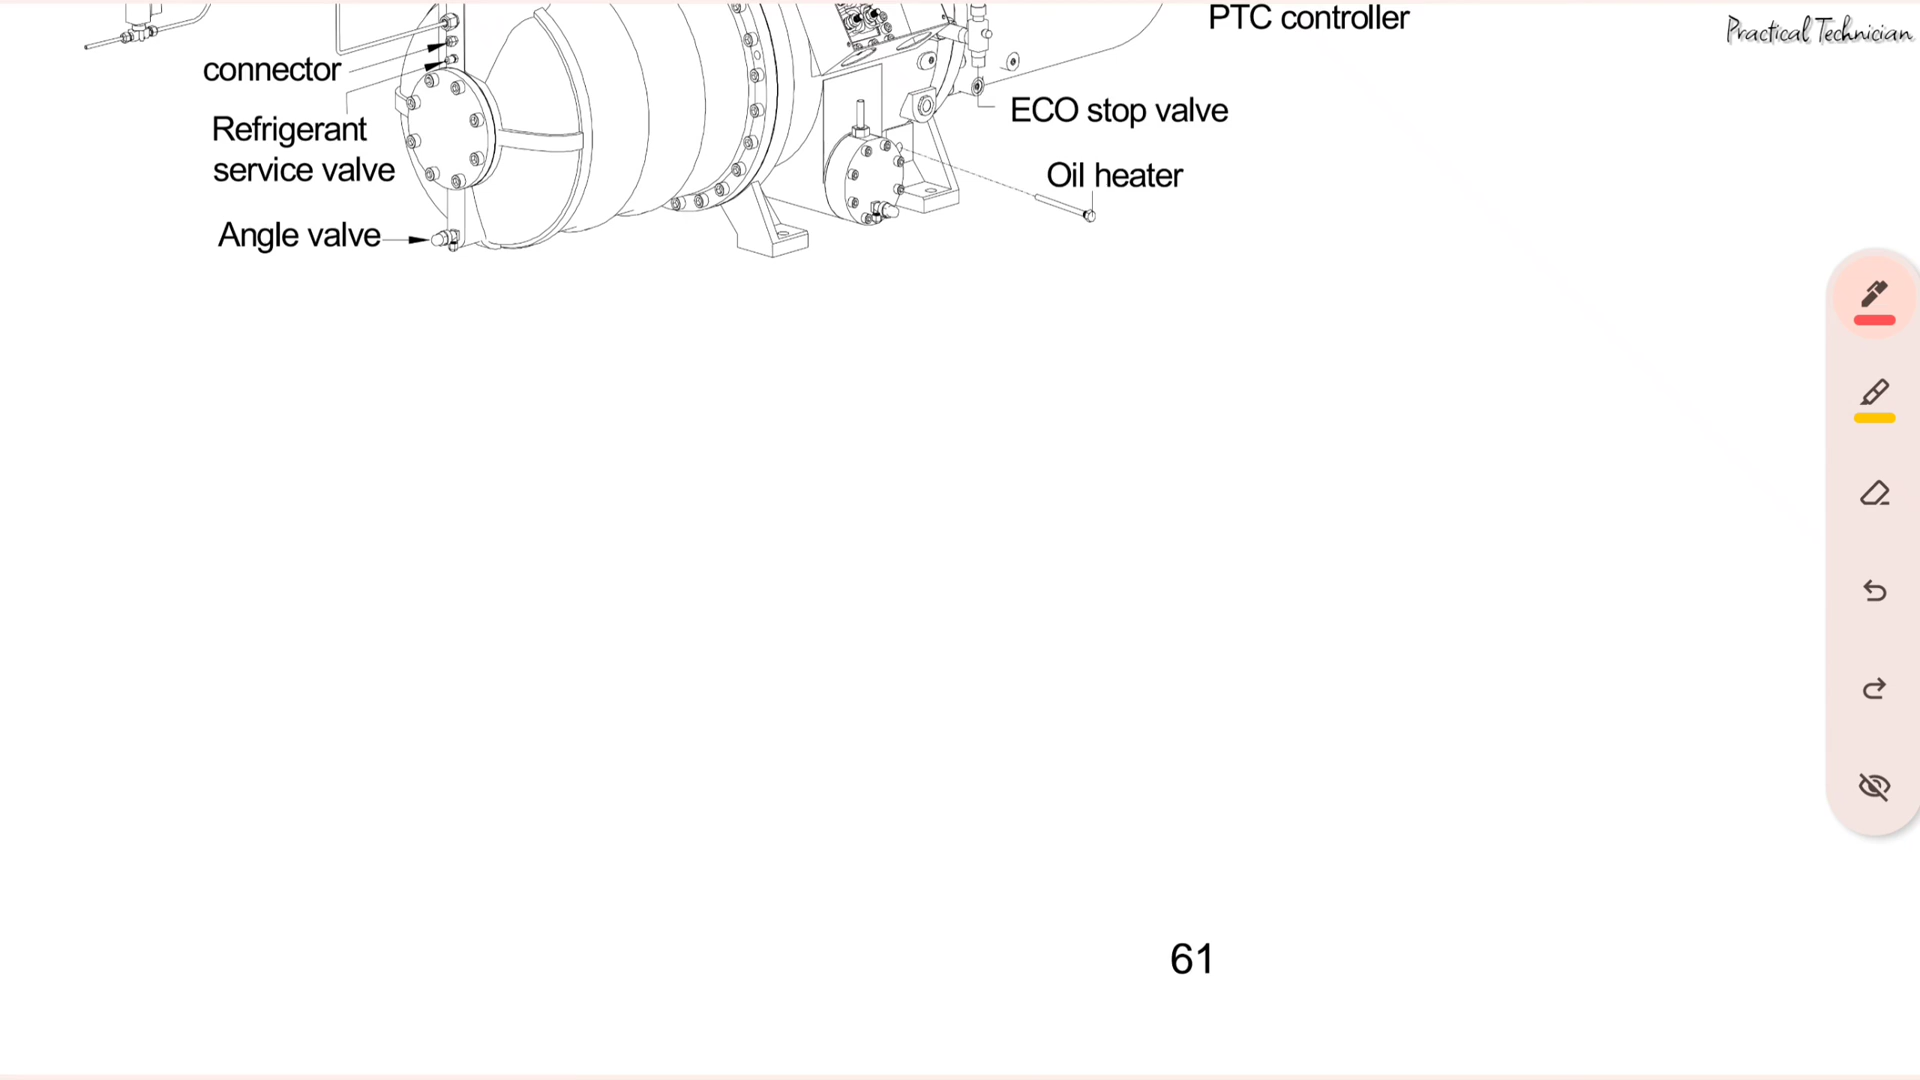 PTC controller
Practical Technician
connector
ECO stop valve
Refrigerant
service valve
Oil heater
Angle valve
61